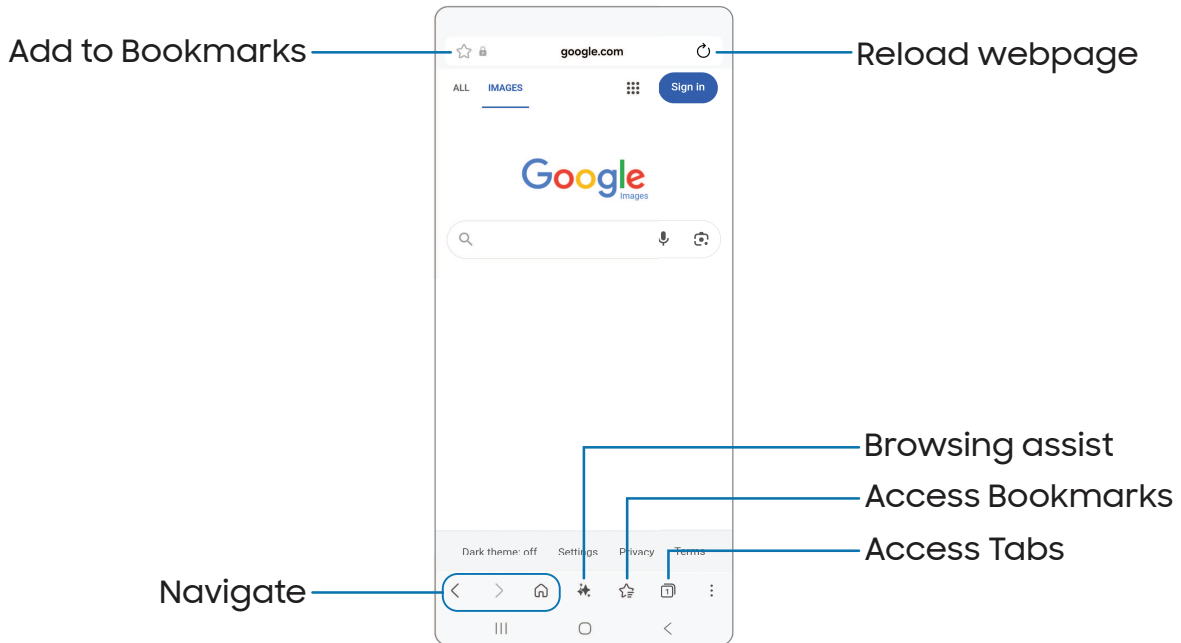 Add to Bookmarks
google.com
Reload webpage
ALL IMAGES
Sign in
Google
Images
Browsing assist
Access Bookmarks
Dark theme: off Settings Privacy Terms
Access Tabs
Navigate
1